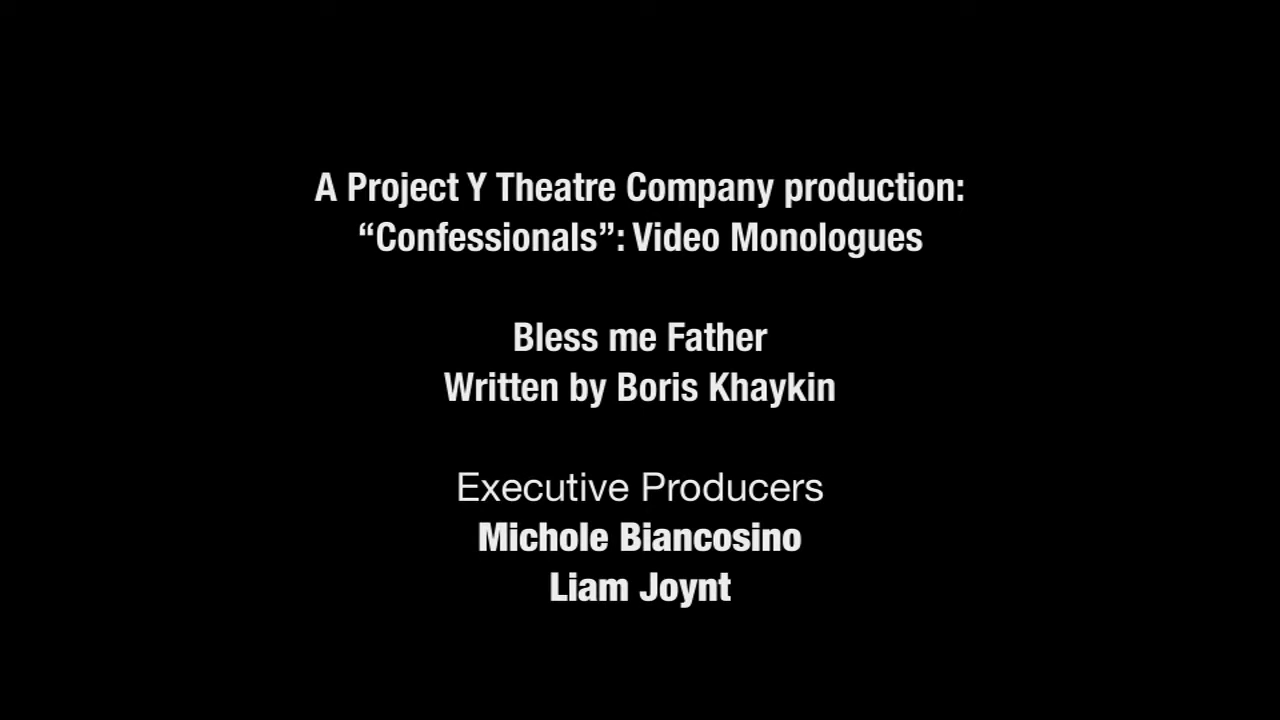 A Project Y Theatre Company production:
“Confessionals”: Video Monologues
Bless me Father
Written by Boris Khaykin
Executive Producers
Michole Biancosino
Liam Joynt